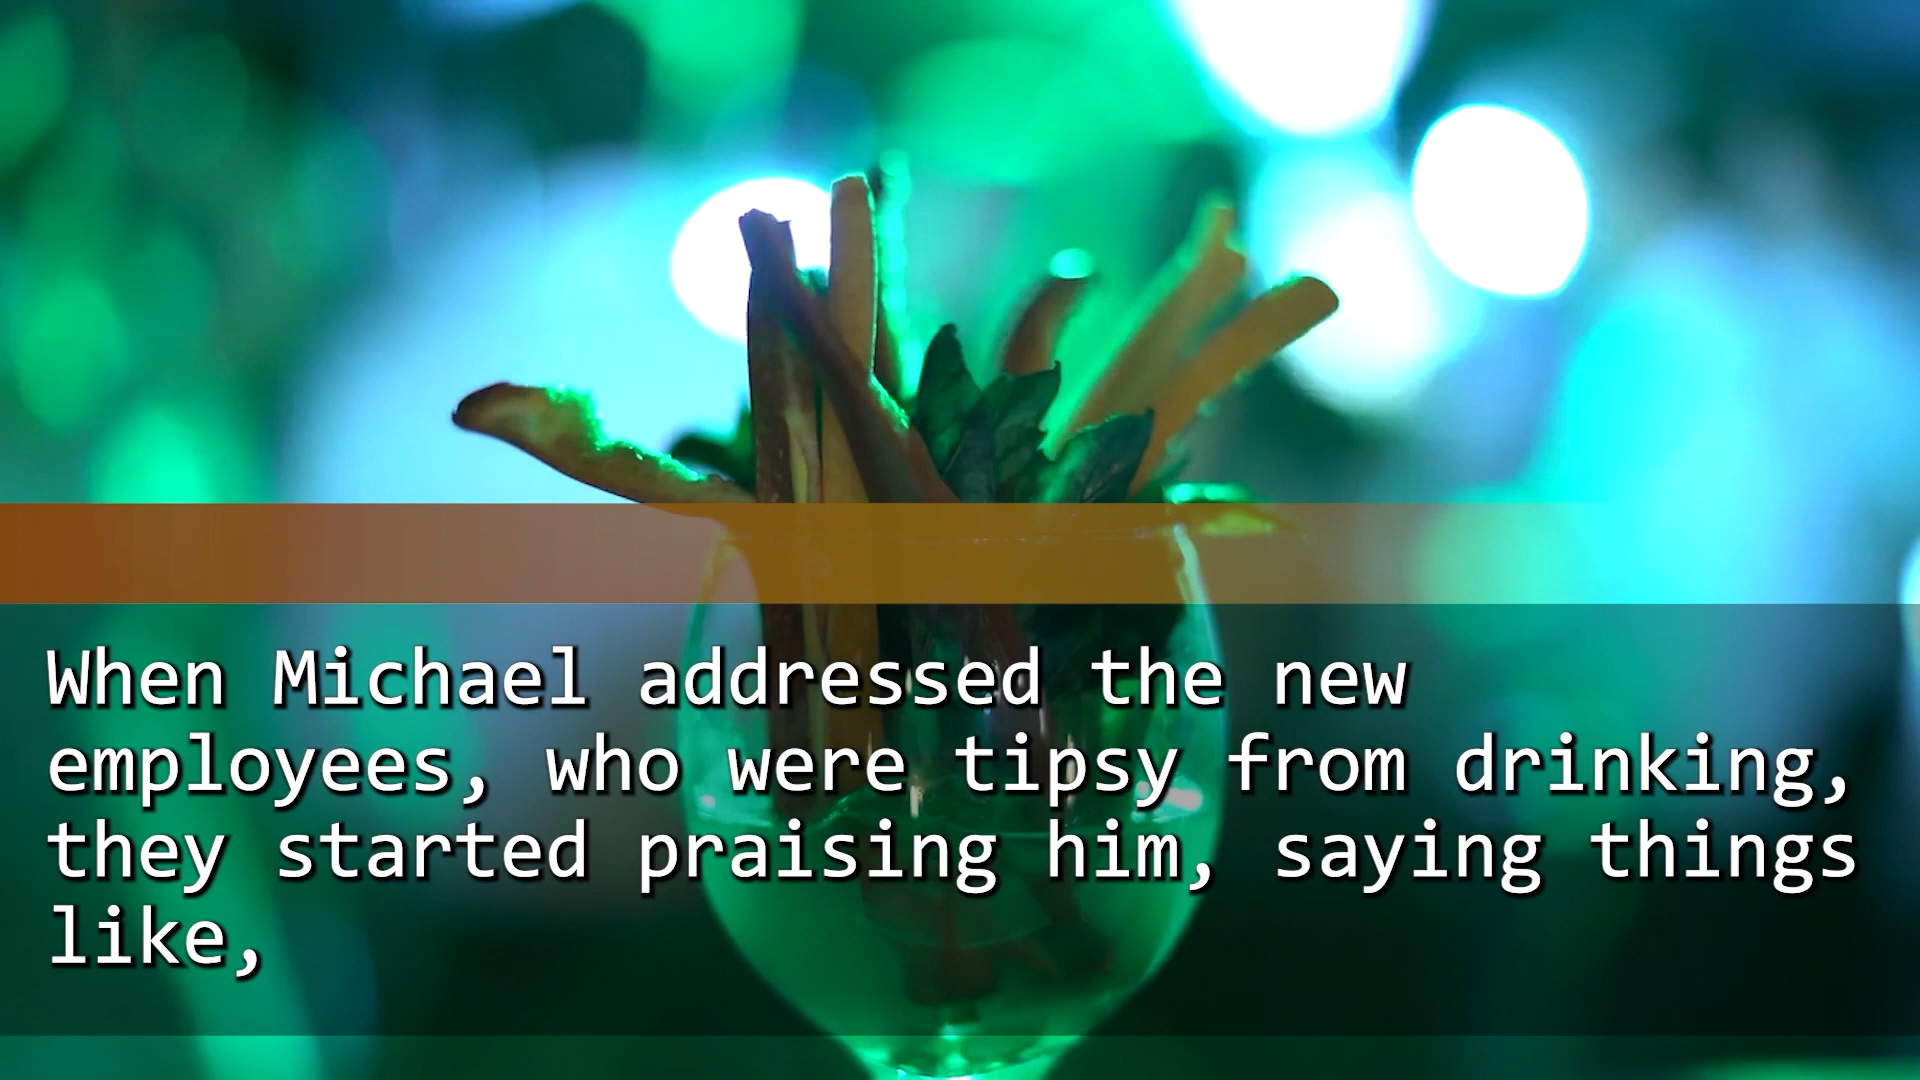 When Michael addressed the new
employees, who were tipsy from drinking,
they started praising him, saying things
like,